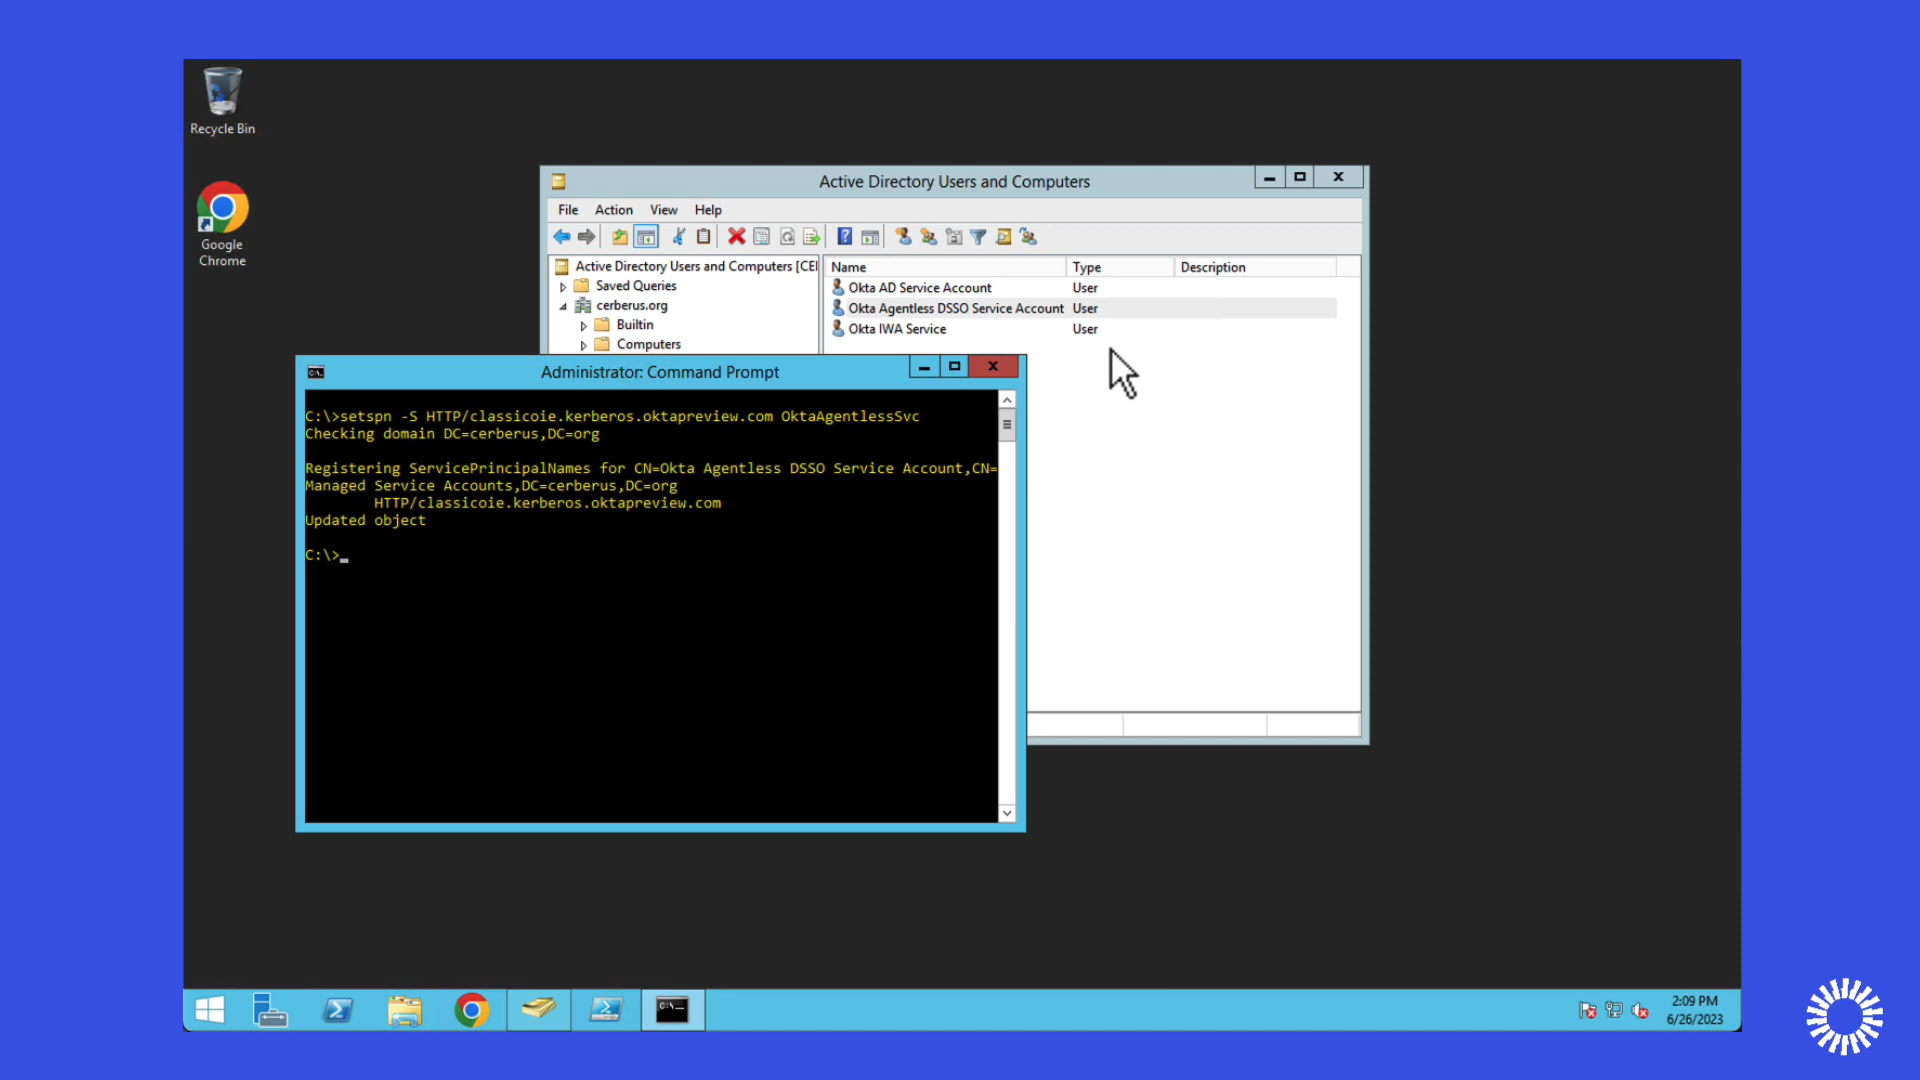 Recycle Bin
Google
Chrome
Active Directory Users and Computers
File Action View Help
Active Directory Users and Computers [CE
Saved Queries
cerberus.org
Builtin
Computers
Name Type Description
Okta AD Service Account User
Okta Agentless DSSO Service Account User
Okta IWA Service User
Administrator: Command Prompt
C:\>setspn -S HTTP/classicoie.kerberos.oktapreview.com OktaAgentlessSvc
Checking domain DC=cerberus,DC=org
Registering ServicePrincipalNames for CN=Okta Agentless DSSO Service Account,CN=
Managed Service Accounts,DC=cerberus,DC=org
HTTP/classicoie.kerberos.oktapreview.com
Updated object
C:\>
2:09 PM
6/26/2023